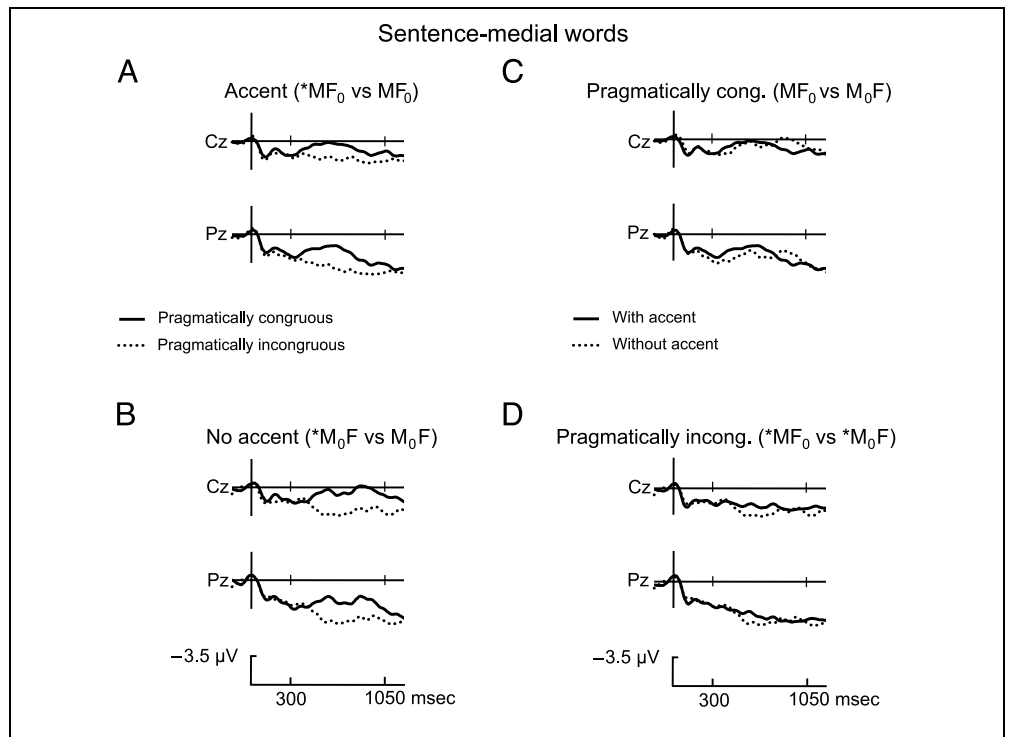 Sentence-medial words
A
Accent (*MF₀ vs MF₀)
Cz
Pz
Pragmatically congruous
Pragmatically incongruous
B
No accent (*M₀F vs M₀F)
Cz
Pz
−3.5 µV
300
1050 msec
C
Pragmatically cong. (MF₀ vs M₀F)
Cz
Pz
With accent
Without accent
D
Pragmatically incong. (*MF₀ vs *M₀F)
Cz
Pz
−3.5 µV
300
1050 msec